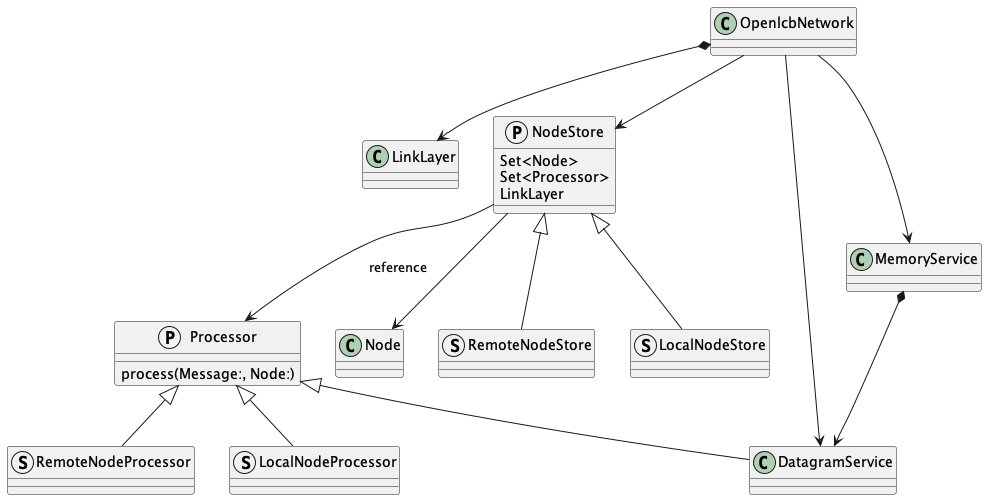 C OpenlcbNetwork
C LinkLayer
P NodeStore
Set<Node>
Set<Processor>
LinkLayer
C MemoryService
reference
P Processor
process(Message:, Node:)
C Node
S RemoteNodeStore
S LocalNodeStore
S RemoteNodeProcessor
S LocalNodeProcessor
C DatagramService